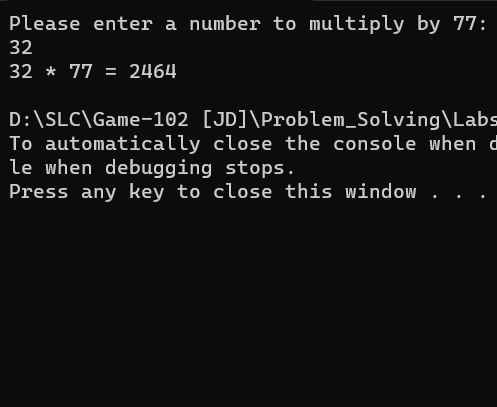 Please enter a number to multiply by 77:
32
32 * 77 = 2464
D:\SLC\Game-102 [JD]\Problem_Solving\Labs
To automatically close the console when d
le when debugging stops.
Press any key to close this window . . .